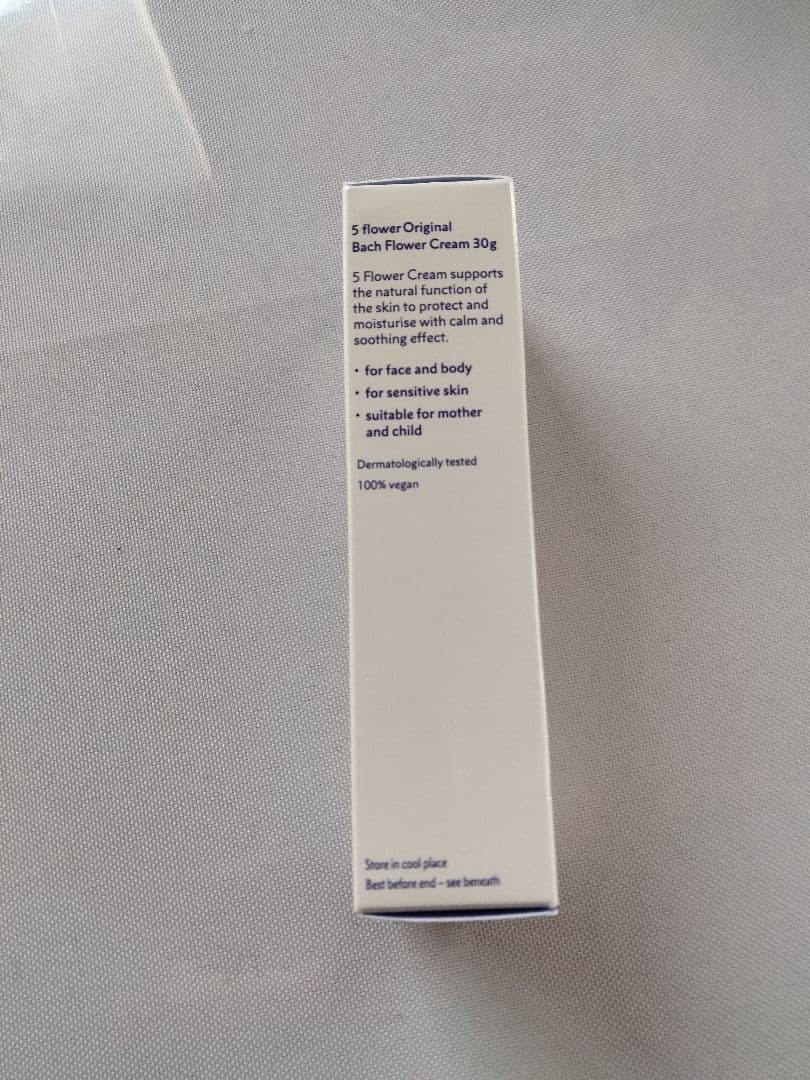 5 flower Original
Bach Flower Cream 30g
5 Flower Cream supports
the natural function of
the skin to protect and
moisturise with calm and
soothing effect.
• for face and body
• for sensitive skin
• suitable for mother
and child
Dermatologically tested
100% vegan
Store in cool place
Best before end – see beneath